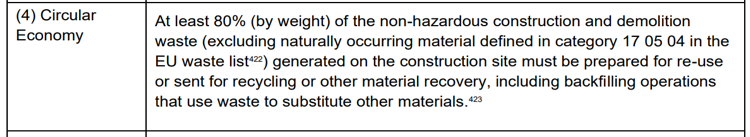 (4) Circular
Economy
At least 80% (by weight) of the non-hazardous construction and demolition
waste (excluding naturally occurring material defined in category 17 05 04 in the
EU waste list422) generated on the construction site must be prepared for re-use
or sent for recycling or other material recovery, including backfilling operations
that use waste to substitute other materials.423